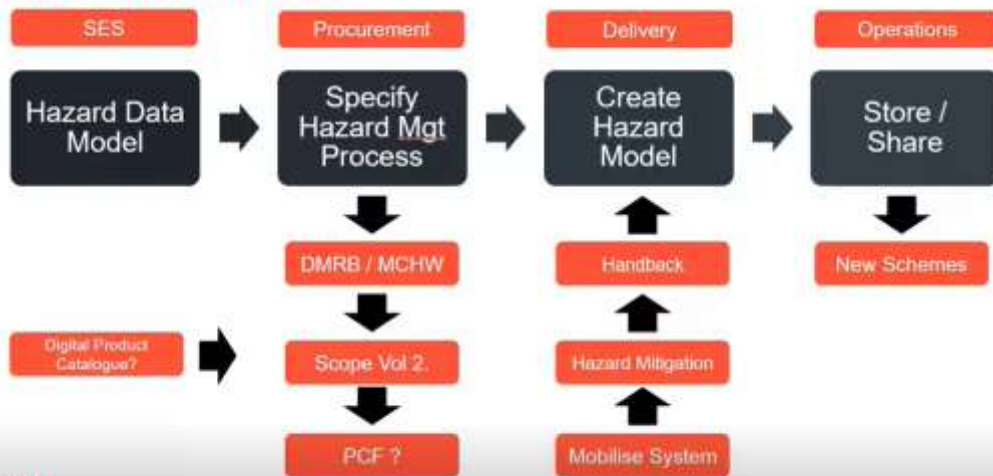 SES
Procurement
Delivery
Operations
Hazard Data
Model
Specify
Hazard Mgt
Process
Create
Hazard
Model
Store /
Share
DMRB / MCHW
Handback
New Schemes
Digital Product
Catalogue?
Scope Vol 2.
Hazard Mitigation
PCF ?
Mobilise System